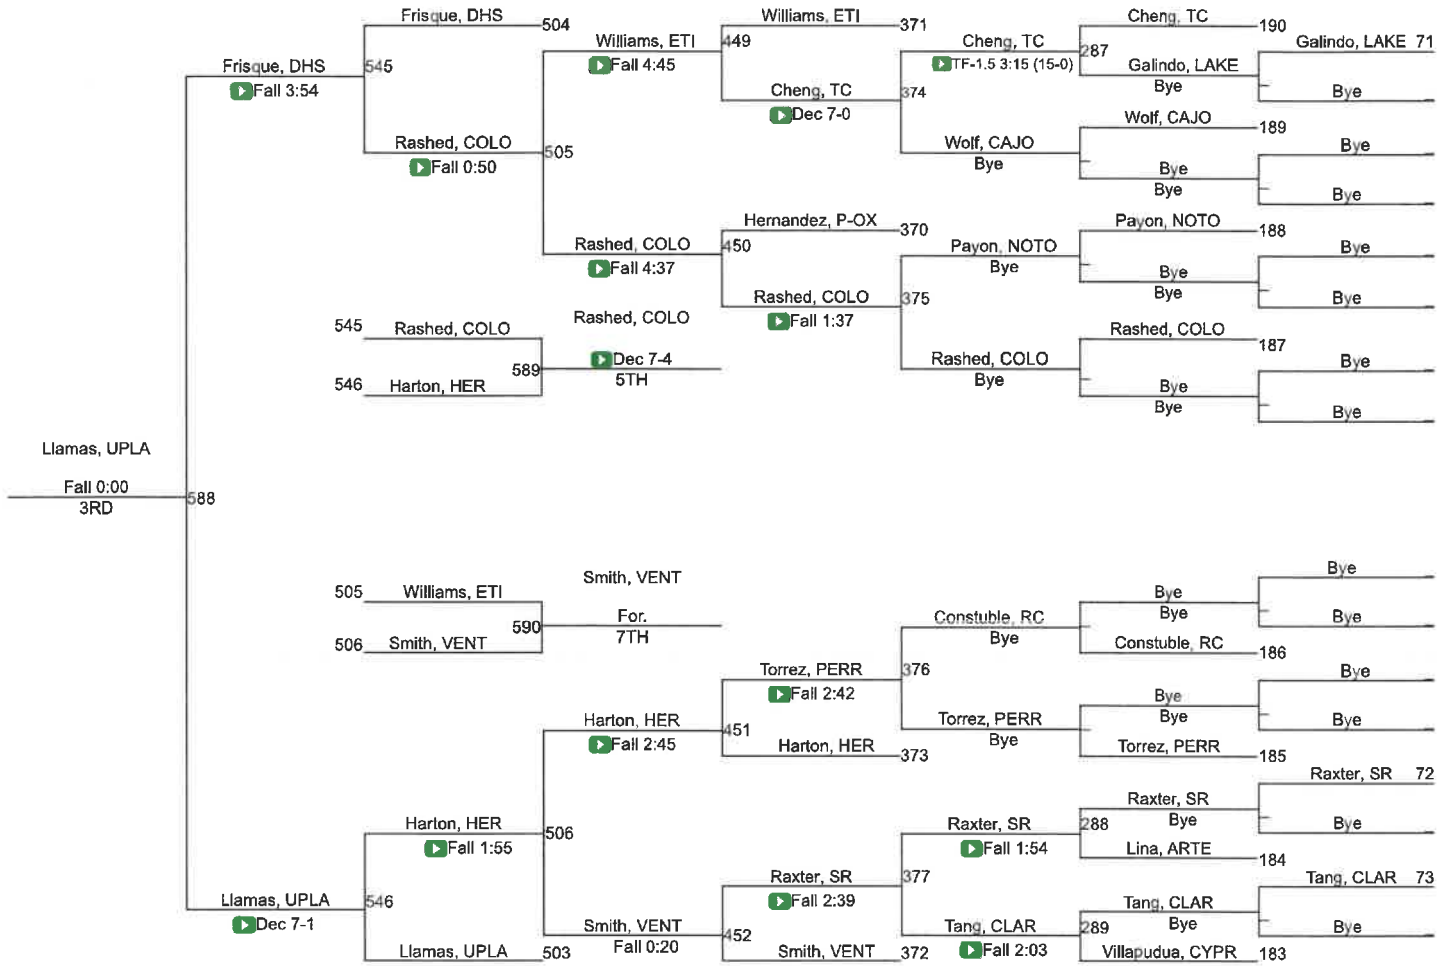 Frisque, DHS
504
Williams, ETI
371
Cheng, TC
190
Williams, ETI
449
Cheng, TC
287
Galindo, LAKE 71
Frisque, DHS
545
Fall 4:45
TF-1.5 3:15 (15-0)
Galindo, LAKE
Fall 3:54
Cheng, TC
374
Bye
Bye
Dec 7-0
Wolf, CAJO
189
Rashed, COLO
505
Wolf, CAJO
Bye
Fall 0:50
Bye
Bye
Bye
Bye
Hernandez, P-OX
370
Payon, NOTO
188
Rashed, COLO
450
Payon, NOTO
Bye
Fall 4:37
Bye
Bye
Rashed, COLO
375
Bye
Bye
545
Rashed, COLO
Rashed, COLO
Fall 1:37
Rashed, COLO
187
589
Dec 7-4
Rashed, COLO
Bye
546
Harton, HER
5TH
Bye
Bye
Bye
Bye
Llamas, UPLA
Fall 0:00
588
3RD
Bye
505
Williams, ETI
Smith, VENT
Bye
590
For.
Constuble, RC
Bye
Bye
506
Smith, VENT
7TH
Bye
Constuble, RC
186
Torrez, PERR
376
Bye
Fall 2:42
Bye
Harton, HER
451
Torrez, PERR
Bye
Bye
Fall 2:45
Harton, HER
373
Bye
Torrez, PERR
185
Raxter, SR 72
Raxter, SR
Harton, HER
506
Raxter, SR
288
Bye
Bye
Fall 1:55
Fall 1:54
Lina, ARTE
184
Raxter, SR
377
Tang, CLAR 73
Llamas, UPLA
546
Fall 2:39
Tang, CLAR
Dec 7-1
Smith, VENT
452
Tang, CLAR
289
Bye
Bye
Fall 0:20
Llamas, UPLA
503
Smith, VENT
372
Fall 2:03
Villapudua, CYPR
183